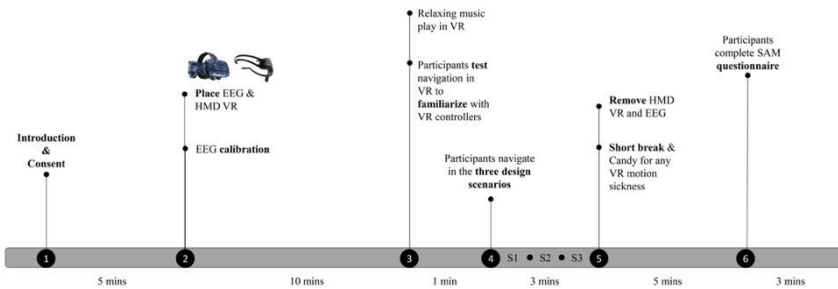 Introduction
&
Consent
Place EEG &
HMD VR
EEG calibration
Relaxing music
play in VR
Participants test
navigation in
VR to
familiarize with
VR controllers
Participants navigate
in the three design
scenarios
Remove HMD
VR and EEG
Short break &
Candy for any
VR motion
sickness
Participants
complete SAM
questionnaire
1 2 3 4 S1 • S2 • S3 5 6
5 mins 10 mins 1 min 3 mins 5 mins 3 mins